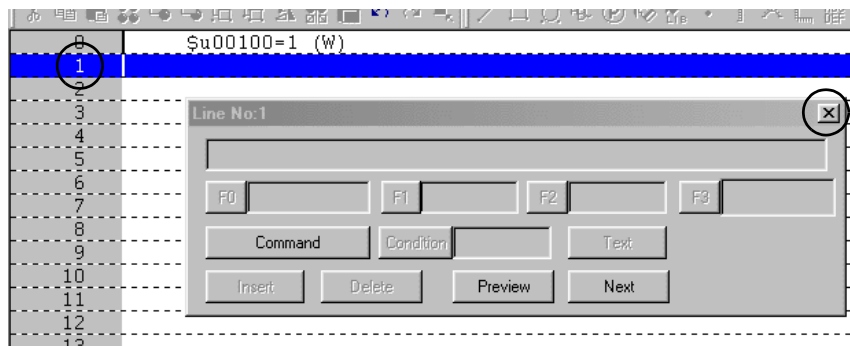 0 $u00100=1 (W)
1
2
3
Line No:1
4
5
6
F0 F1 F2 F3
7
8
Command Condition Text
9
10
Insert Delete Preview Next
11
12
13